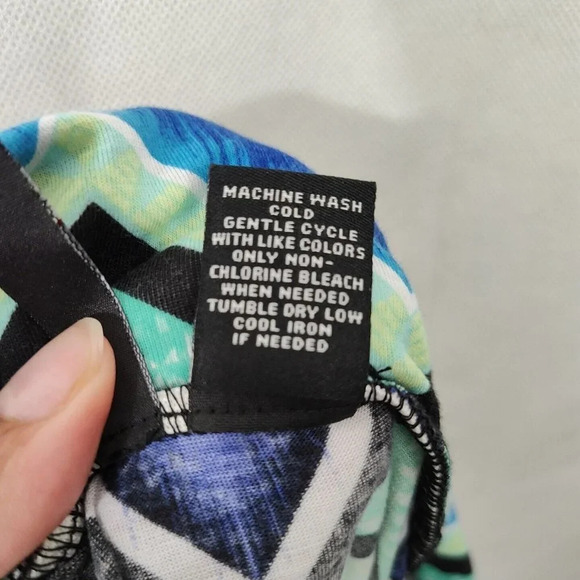 MACHINE WASH
COLD
GENTLE CYCLE
WITH LIKE COLORS
ONLY NON-
CHLORINE BLEACH
WHEN NEEDED
TUMBLE DRY LOW
COOL IRON
IF NEEDED